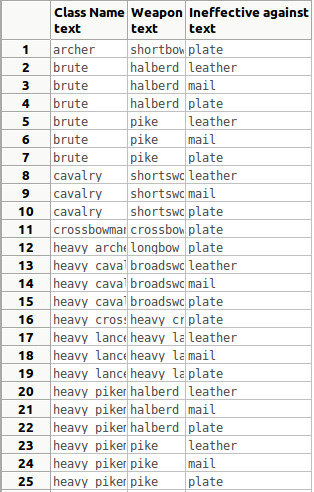 Class Name Weapon Ineffective against
text text text
1 archer shortbow plate
2 brute halberd leather
3 brute halberd mail
4 brute halberd plate
5 brute pike leather
6 brute pike mail
7 brute pike plate
8 cavalry shortswo leather
9 cavalry shortswo mail
10 cavalry shortswo plate
11 crossbowman crossbow plate
12 heavy arche longbow plate
13 heavy caval broadswo leather
14 heavy caval broadswo mail
15 heavy caval broadswo plate
16 heavy cross heavy cr plate
17 heavy lance heavy la leather
18 heavy lance heavy la mail
19 heavy lance heavy la plate
20 heavy pikem halberd leather
21 heavy pikem halberd mail
22 heavy pikem halberd plate
23 heavy pikem pike leather
24 heavy pikem pike mail
25 heavy pikem pike plate